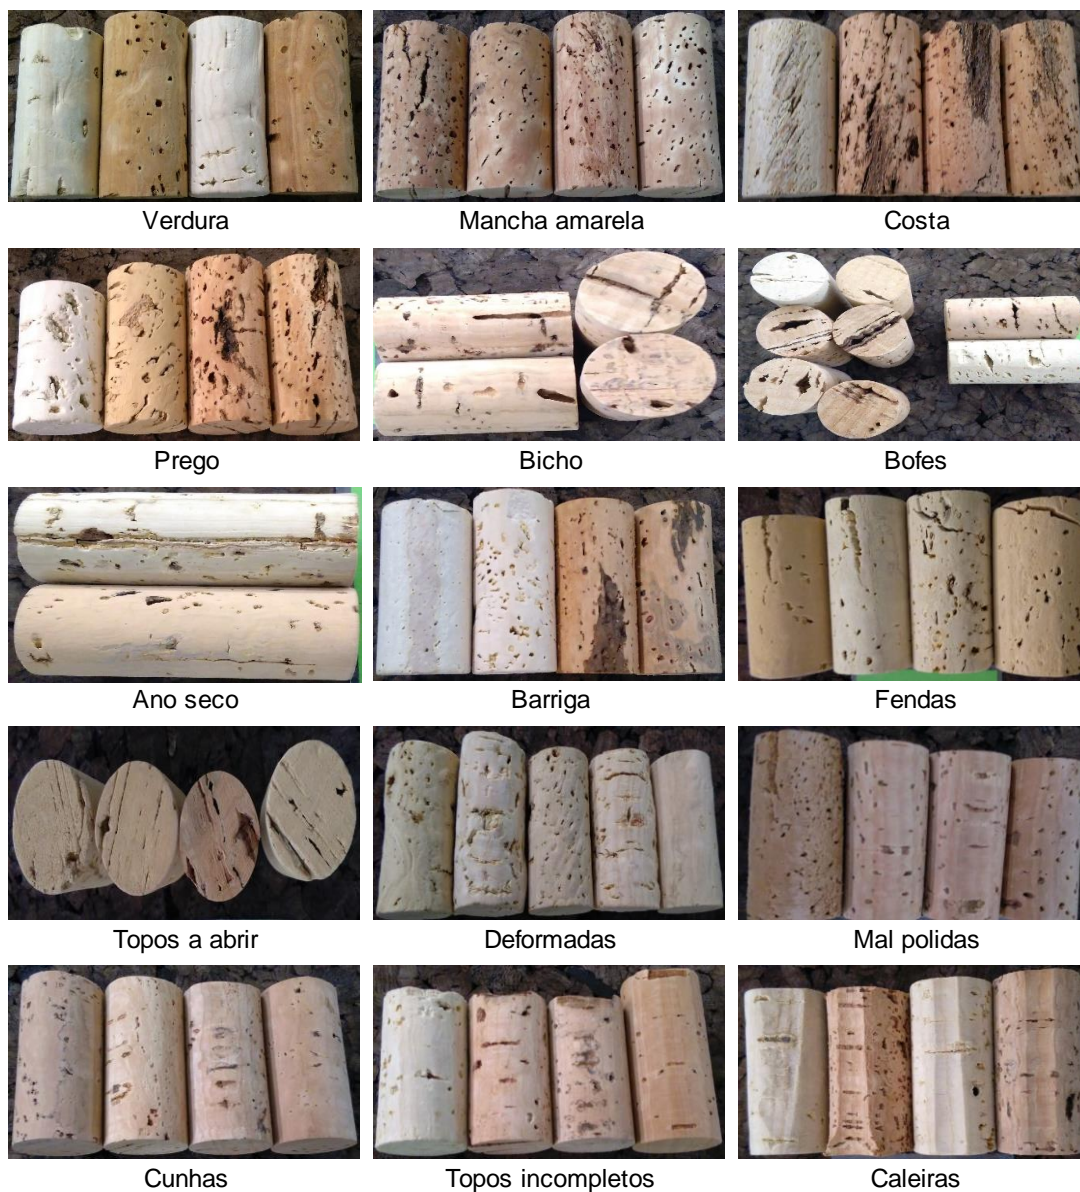 Verdura
Mancha amarela
Costa
Prego
Bicho
Bofes
Ano seco
Barriga
Fendas
Topos a abrir
Deformadas
Mal polidas
Cunhas
Topos incompletos
Caleiras